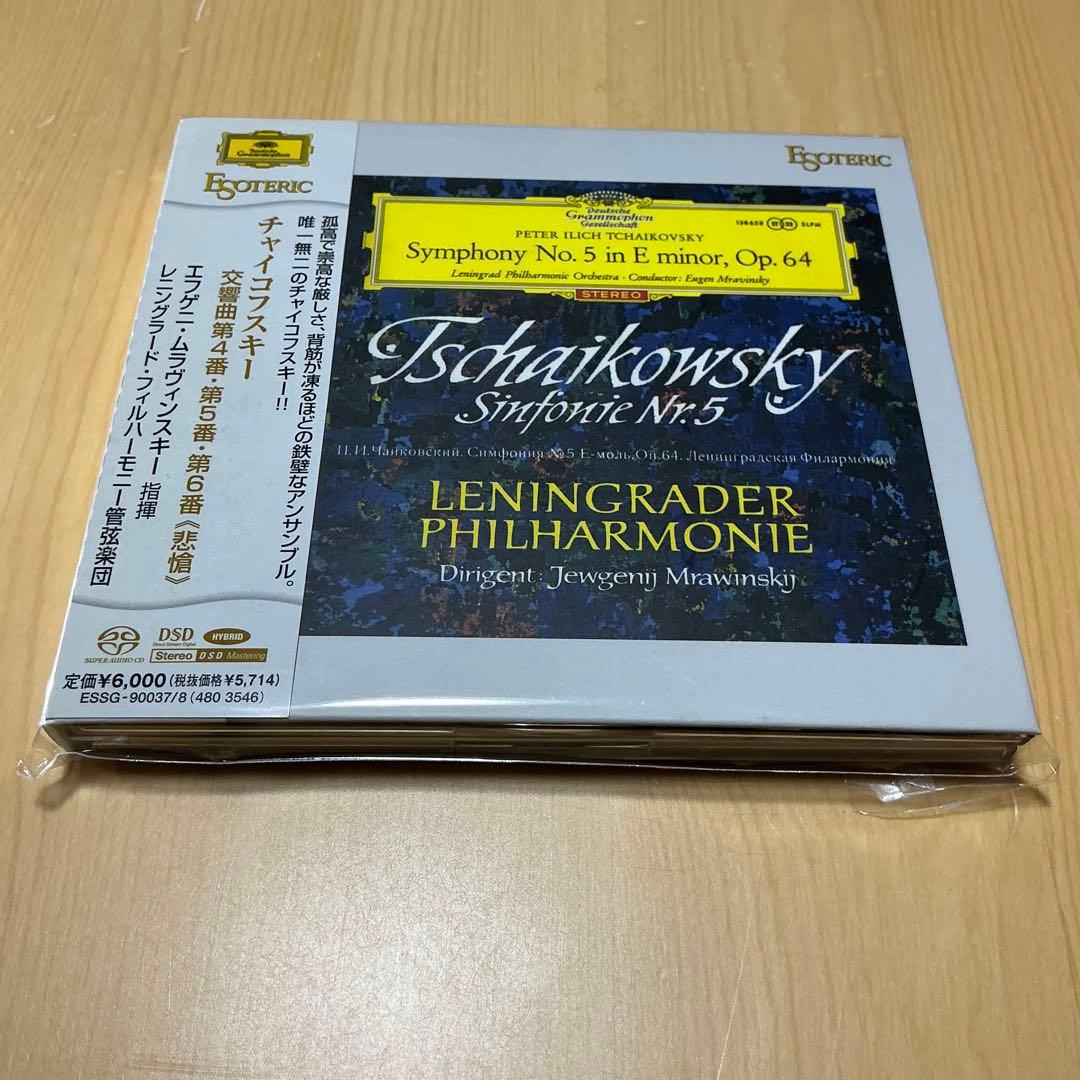 Deutsche
Grammophon
ESOTERIC
孤高で崇高な厳しさ、背筋が凍るほどの鉄壁なアンサンブル。
唯一無二のチャイコフスキー!!
チャイコフスキー
交響曲第4番・第5番・第6番《悲愴》
エフゲニ・ムラヴィンスキー 指揮
レニングラード・フィルハーモニー管弦楽団
SUPER AUDIO CD
DSD
Direct Stream Digital
HYBRID
Stereo DSD Mastering
定価¥6,000(税抜価格¥5,714)
ESSG-90037/8 (480 3546)
ESOTERIC
Deutsche
Grammophon
Gesellschaft
138658 ST 33 SLPM
PETER ILICH TCHAIKOVSKY
Symphony No. 5 in E minor, Op. 64
Leningrad Philharmonic Orchestra · Conductor: Eugen Mravinsky
STEREO
Tschaikowsky
Sinfonie Nr. 5
П.И.Чайковский. Симфония №5 Е-моль,Оп.64. Ленинградская Филармония
LENINGRADER
PHILHARMONIE
Dirigent: Jewgenij Mrawinskij